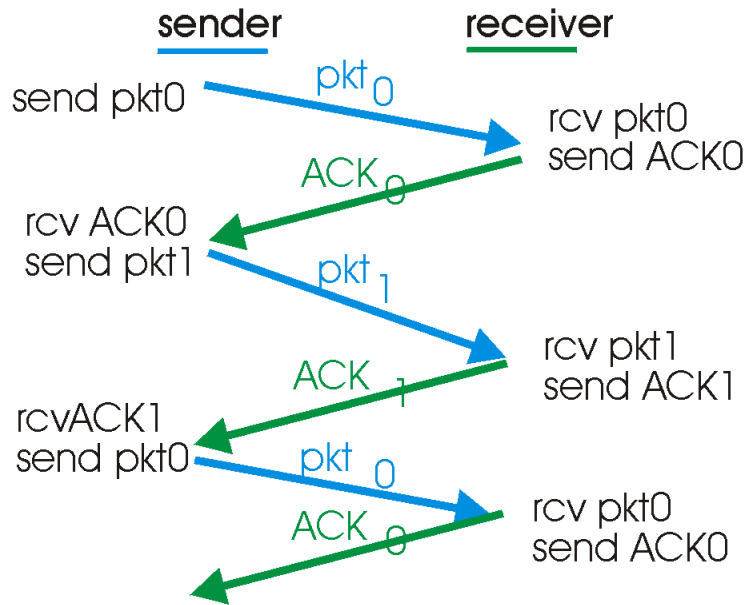 sender
receiver
pkt0
send pkt0
rcv pkt0
send ACK0
ACK0
rcv ACK0
send pkt1
pkt1
rcv pkt1
send ACK1
ACK1
rcvACK1
send pkt0
pkt0
rcv pkt0
send ACK0
ACK0